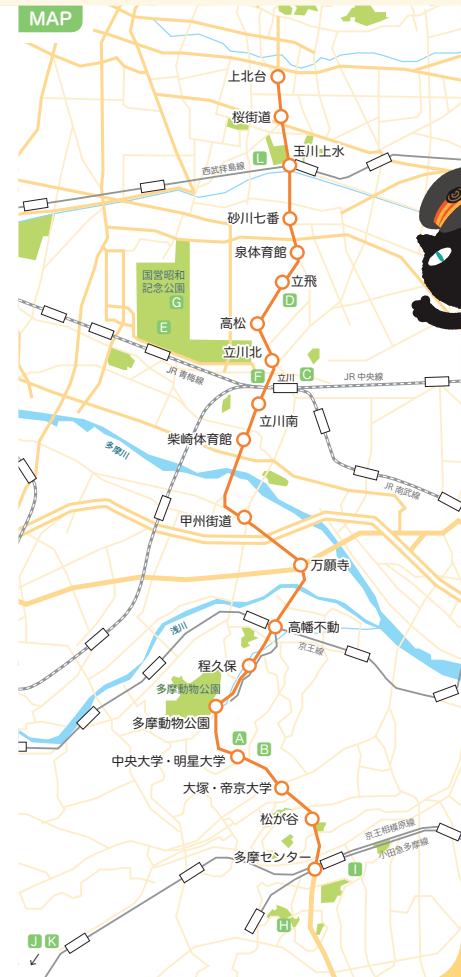 MAP
上北台
桜街道
玉川上水
L
西武拝島線
砂川七番
泉体育館
国営昭和
記念公園
G
立飛
D
E
高松
立川北
JR 青梅線
F
立川
C
JR 中央線
立川南
柴崎体育館
多摩川
JR 南武線
甲州街道
万願寺
浅川
高幡不動
京王線
程久保
多摩動物公園
多摩動物公園
A
B
中央大学・明星大学
大塚・帝京大学
松が谷
京王相模原線
小田急多摩線
多摩センター
I
H
J K